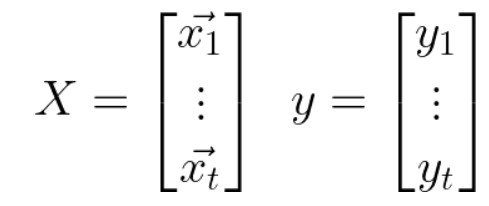 X = [x⃗₁ ⋮ x⃗ₜ] y = [y₁ ⋮ yₜ]